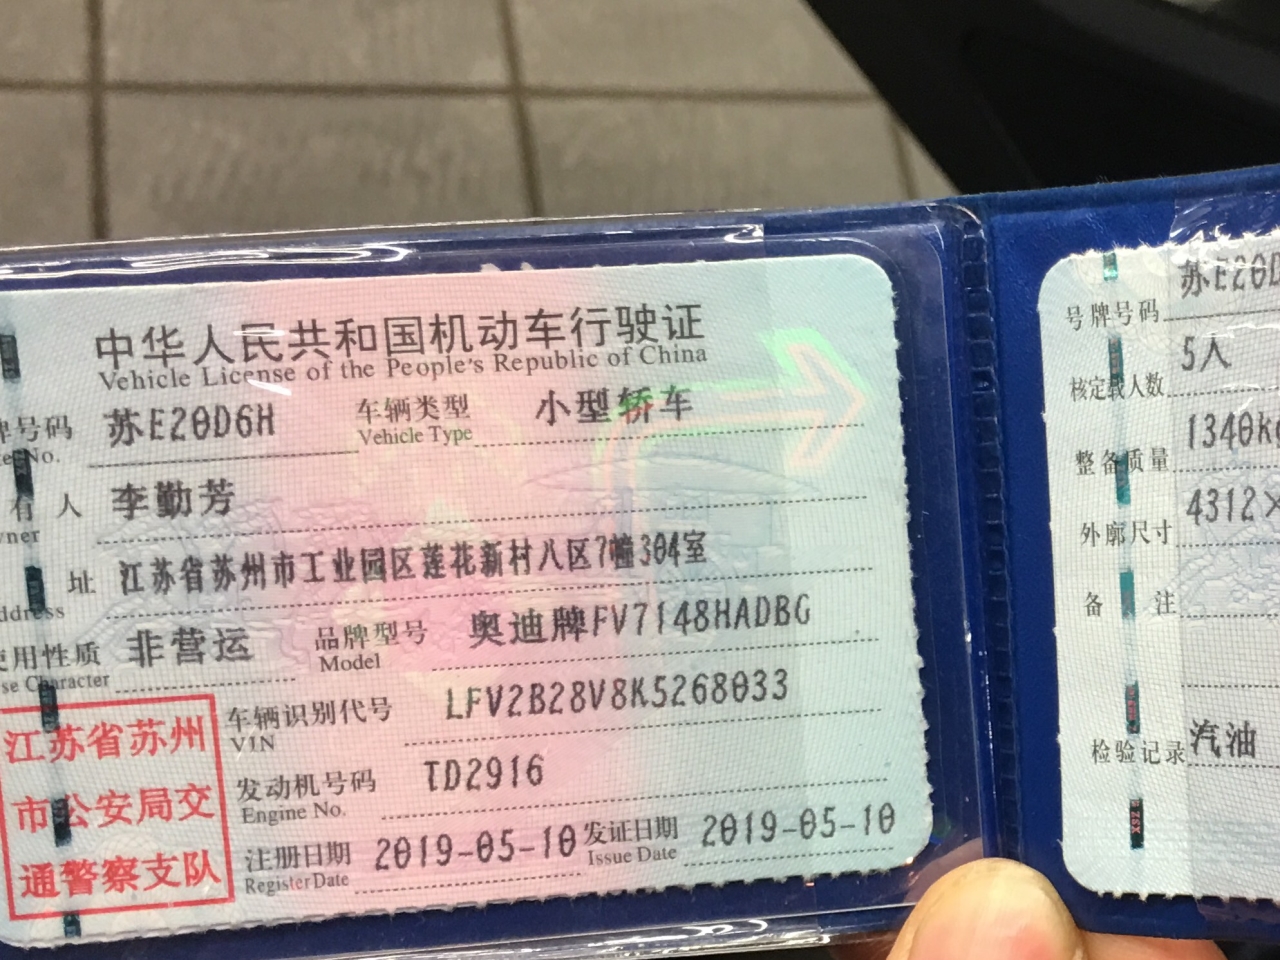 中华人民共和国机动车行驶证
Vehicle License of the People's Republic of China
牌号码 苏E20D6H 车辆类型 小型轿车
No. Vehicle Type
有人 李勤芳
址 江苏省苏州市工业园区莲花新村八区7幢304室
ddress
使用性质 非营运 品牌型号 奥迪牌FV7148HADBG
se Character Model
车辆识别代号 LFV2B28V8K5268033
VIN
发动机号码 TD2916
Engine No.
注册日期 2019-05-10 发证日期 2019-05-10
Register Date Issue Date
江苏省苏州
市公安局交
通警察支队
号牌号码 苏E20D
核定载人数 5人
整备质量 1340kg
外廓尺寸 4312×
备注
检验记录 汽油